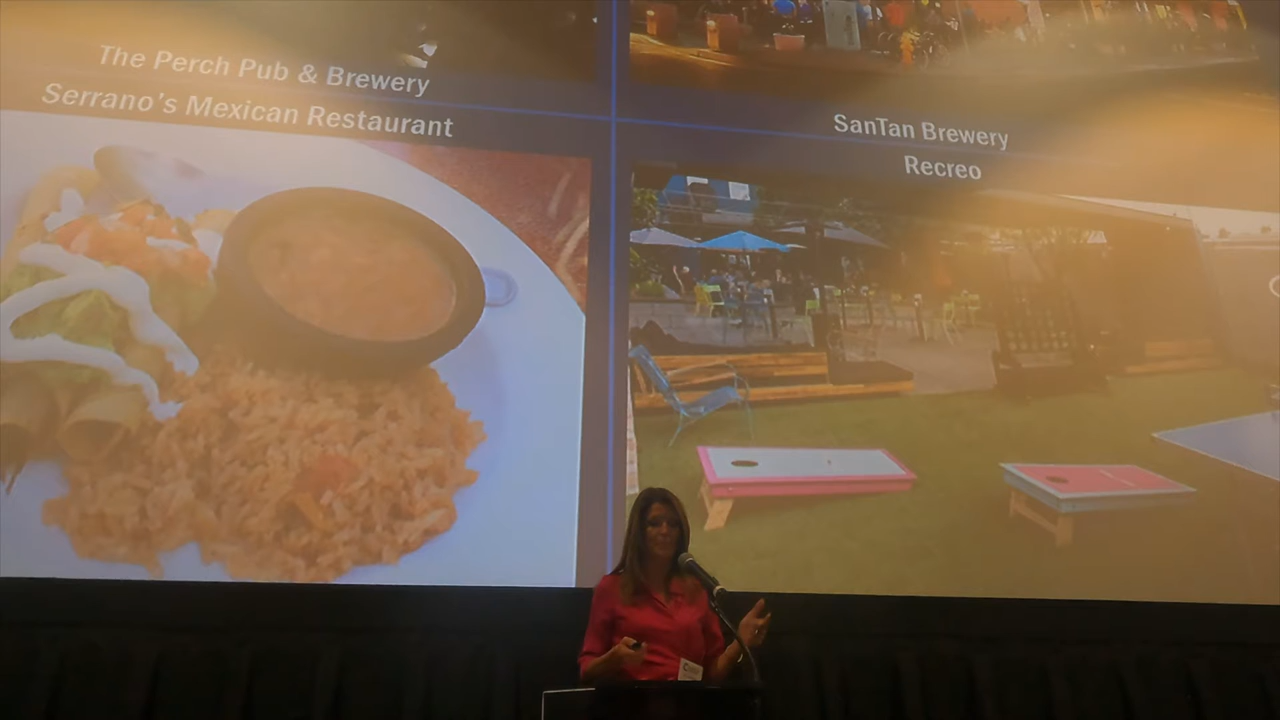 The Perch Pub & Brewery
Serrano's Mexican Restaurant
SanTan Brewery
Recreo